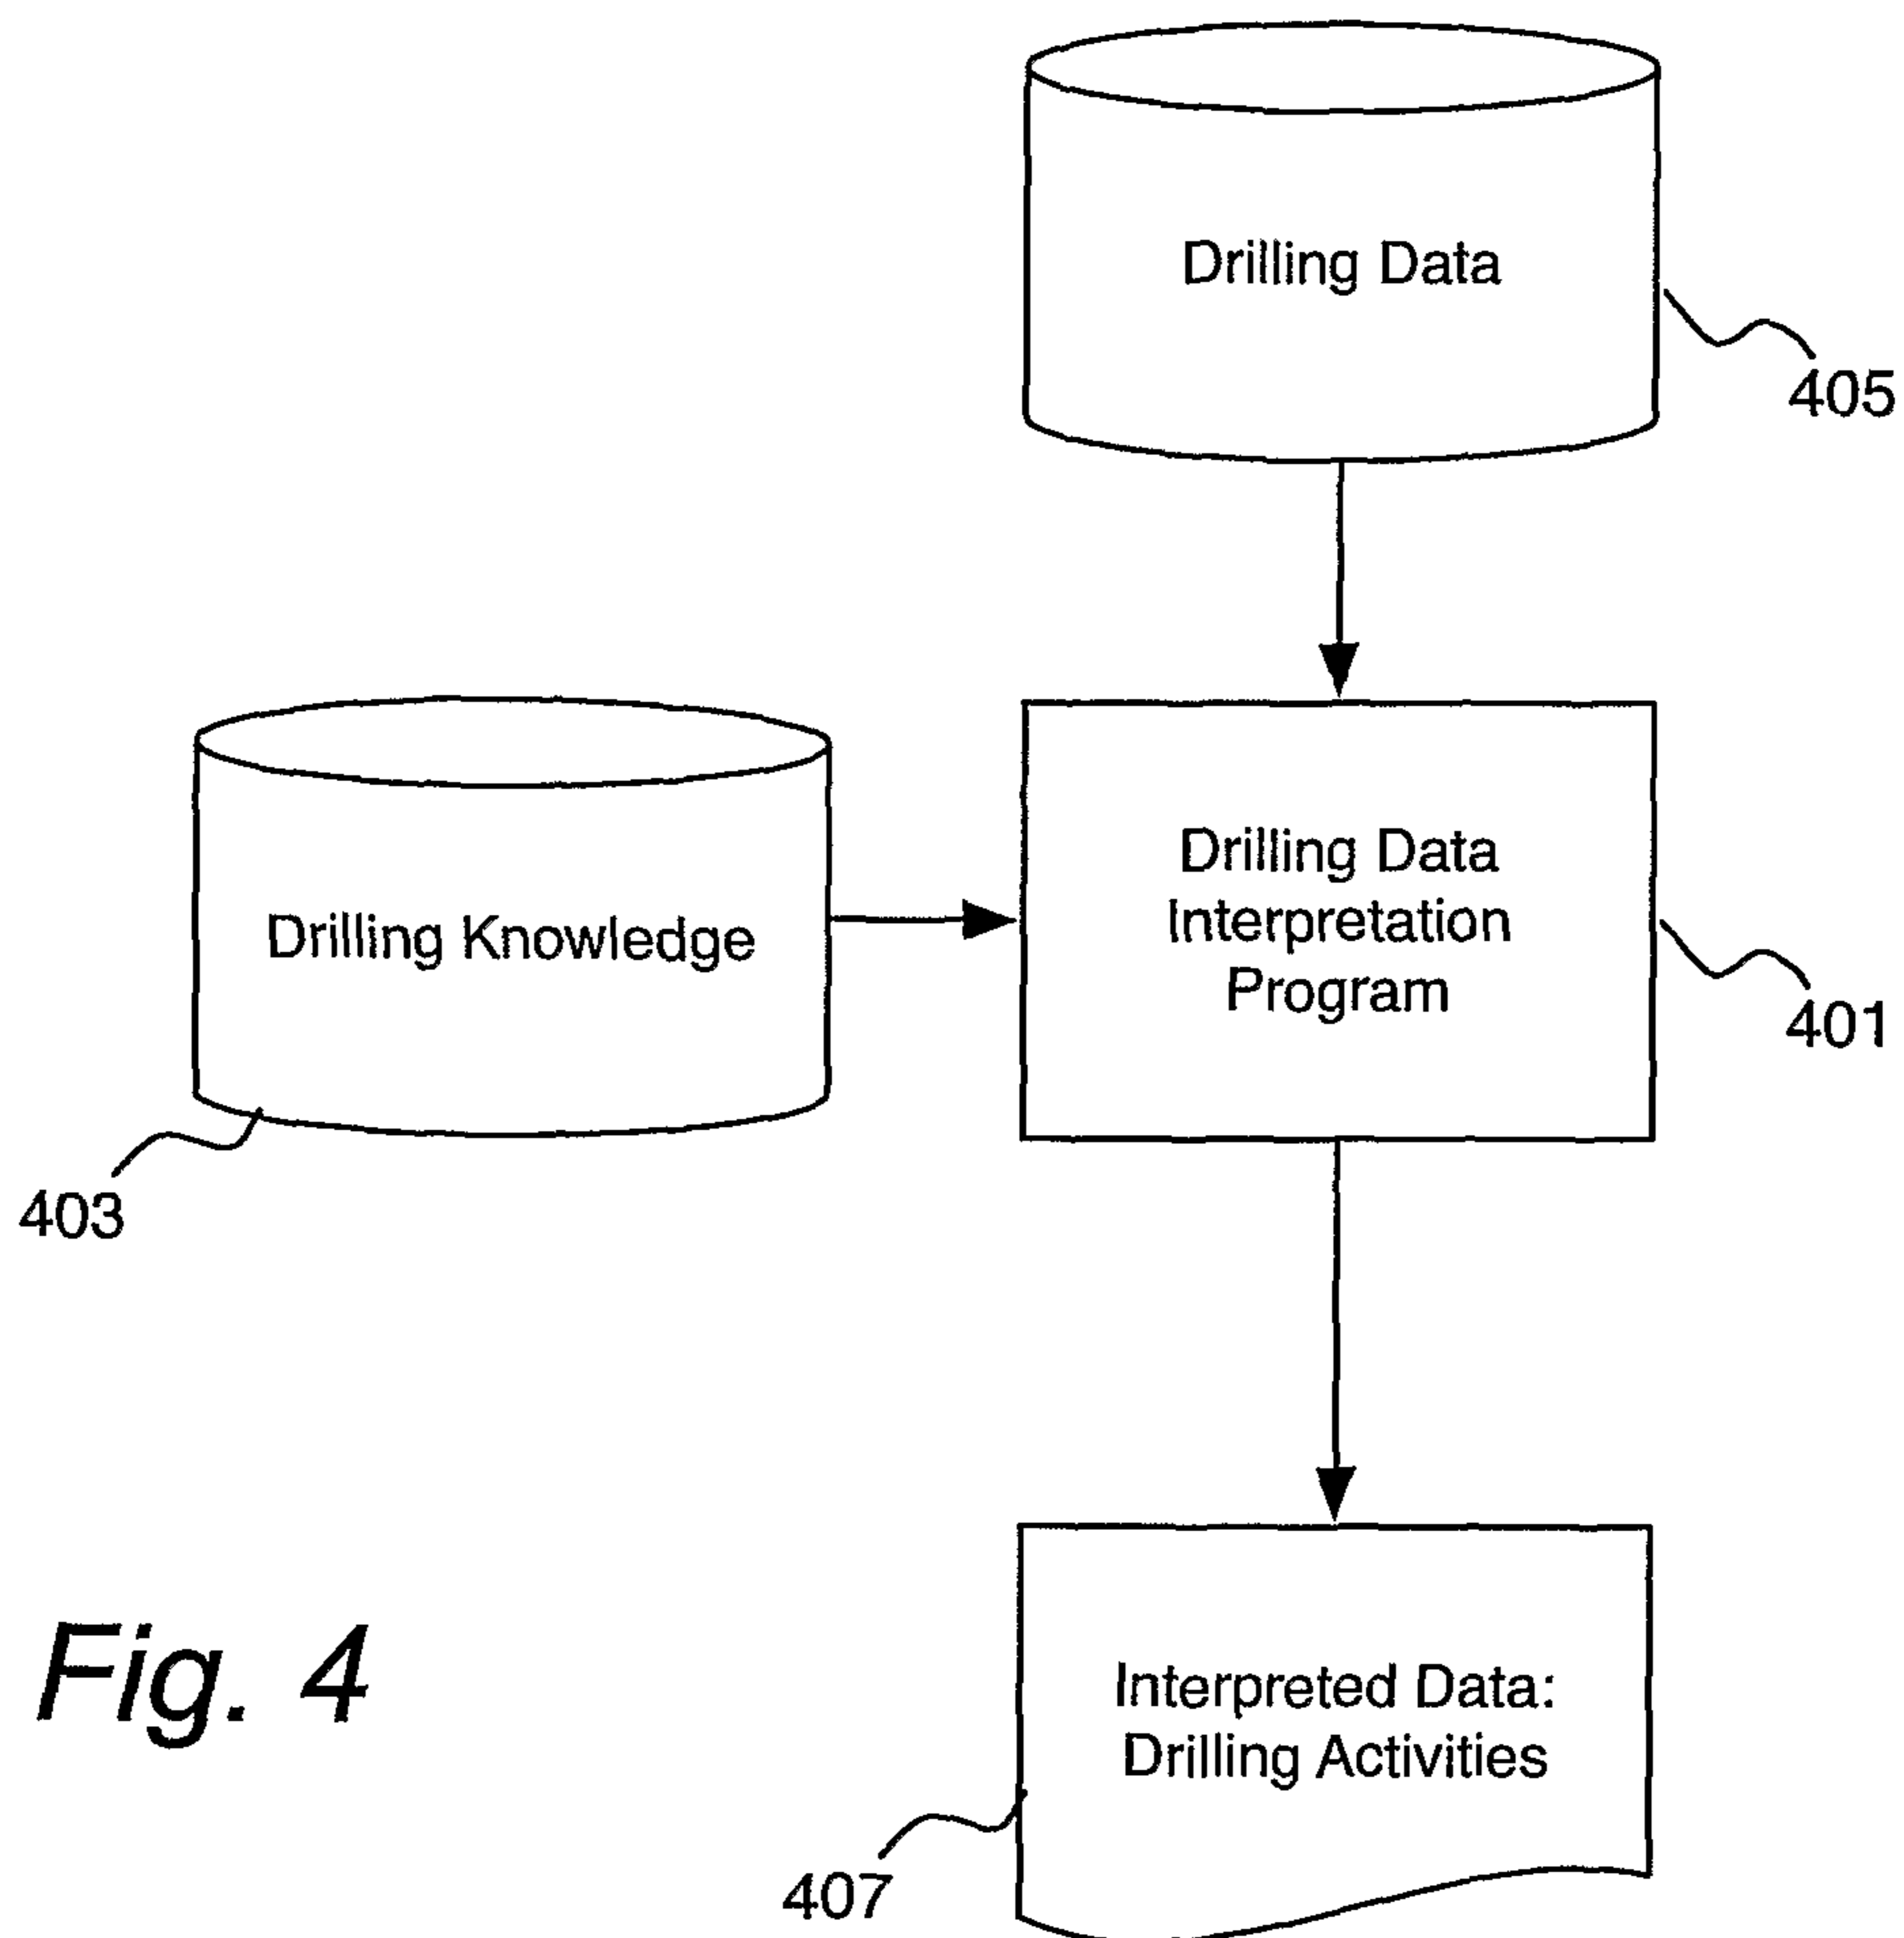 Drilling Data
405
Drilling Data
Interpretation
Program
401
Drilling Knowledge
403
Interpreted Data:
Drilling Activities
407
Fig. 4